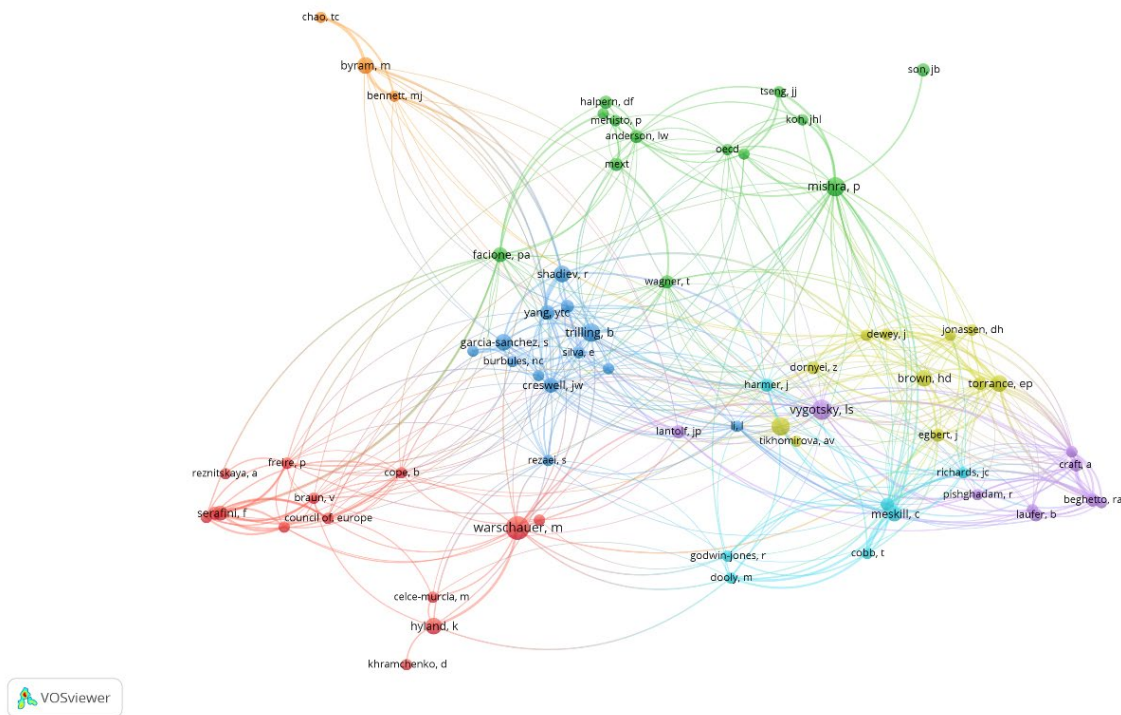 chao, tc
byram, m
bennett, mj
son, jb
tseng, jj
halpern, df
mehisto, p
koh, jhl
anderson, lw
oecd
mext
mishra, p
facione, pa
shadiev, r
wagner, t
yang, ytc
trilling, b
dewey, j
jonassen, dh
garcia-sanchez, s
silva, e
burbules, nc
dornyei, z
creswell, jw
harmer, j
brown, hd
torrance, ep
vygotsky, ls
lantolf, jp
li, l
tikhomirova, av
egbert, j
rezaei, s
freire, p
reznitskaya, a
cope, b
craft, a
richards, jc
braun, v
pishghadam, r
beghetto, ra
serafini, f
council of. europe
meskill, c
laufer, b
warschauer, m
godwin-jones, r
cobb, t
dooly, m
celce-murcia, m
hyland, k
khramchenko, d
VOSviewer